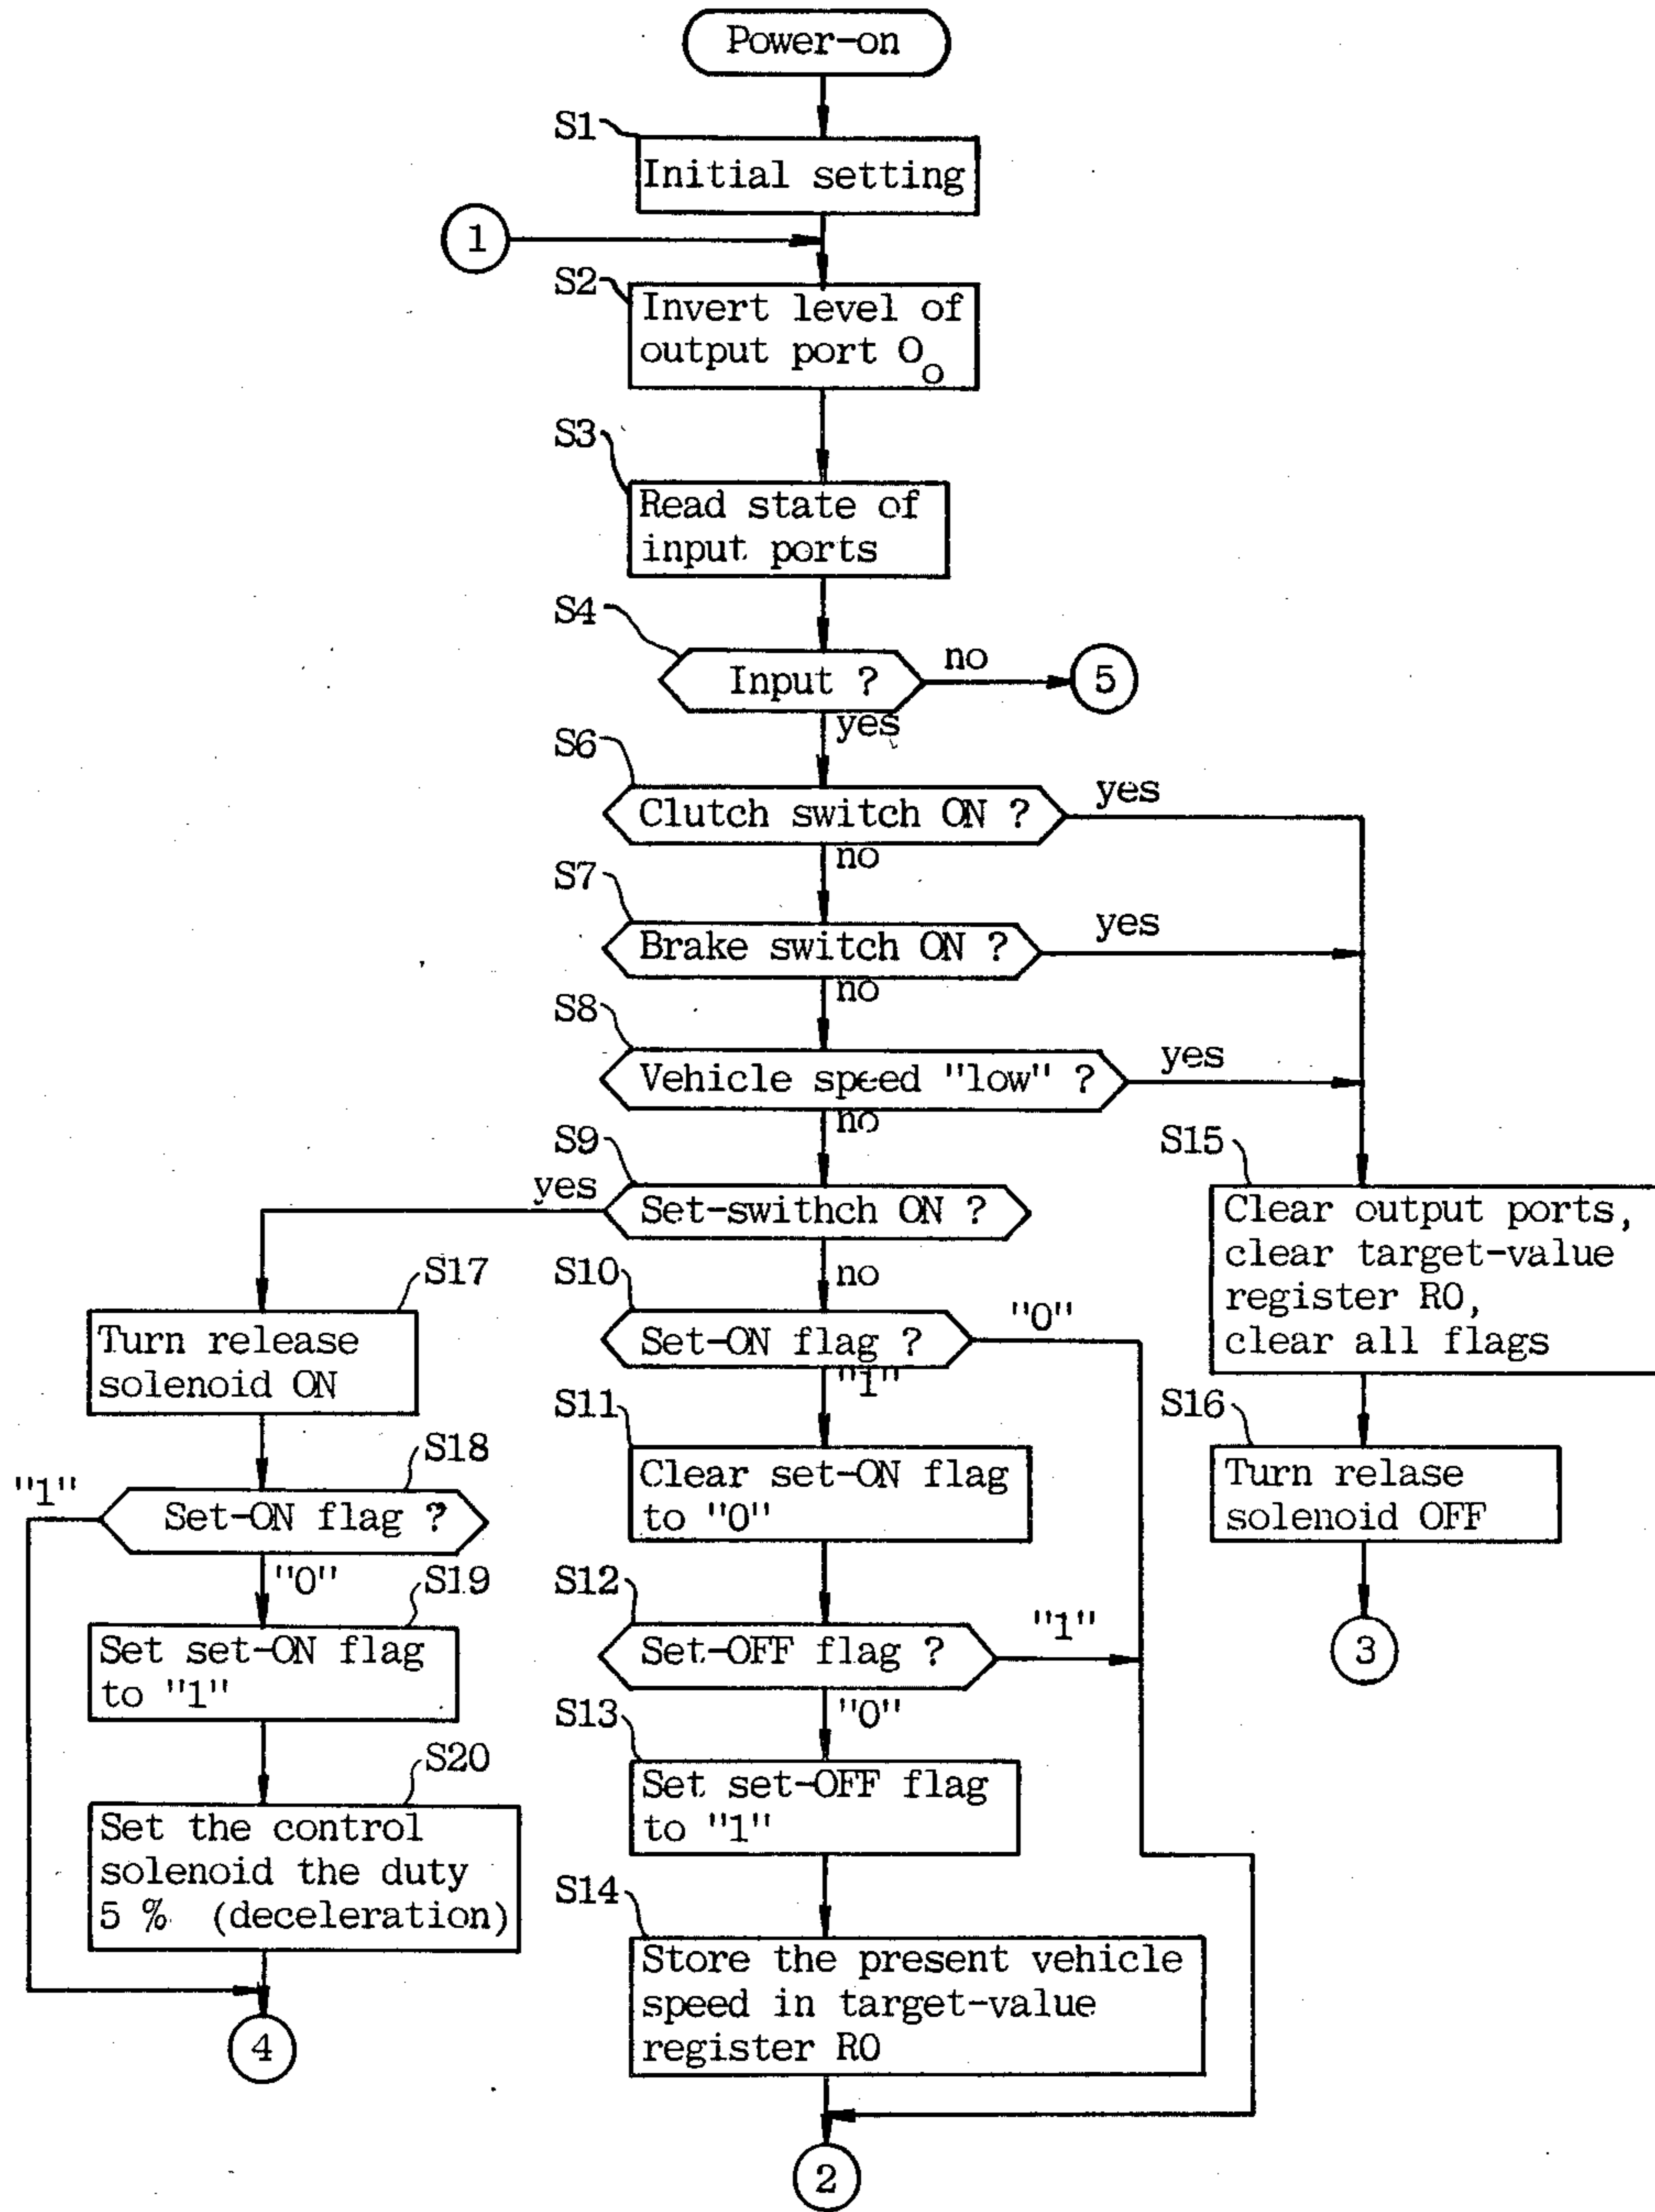 Power-on
S1
Initial setting
1
S2
Invert level of
output port Oo
S3
Read state of
input ports
S4
Input ?
no
5
yes
S6
Clutch switch ON ?
yes
no
S7
Brake switch ON ?
yes
no
S8
Vehicle speed "low" ?
yes
no
S9
yes
Set-swithch ON ?
no
S15
Clear output ports,
clear target-value
register RO,
clear all flags
S16
Turn relase
solenoid OFF
3
S17
Turn release
solenoid ON
S18
"1"
Set-ON flag ?
"0"
S19
Set set-ON flag
to "1"
S20
Set the control
solenoid the duty
5 % (deceleration)
4
S10
Set-ON flag ?
"0"
"1"
S11
Clear set-ON flag
to "0"
S12
Set-OFF flag ?
"1"
"0"
S13
Set set-OFF flag
to "1"
S14
Store the present vehicle
speed in target-value
register RO
2